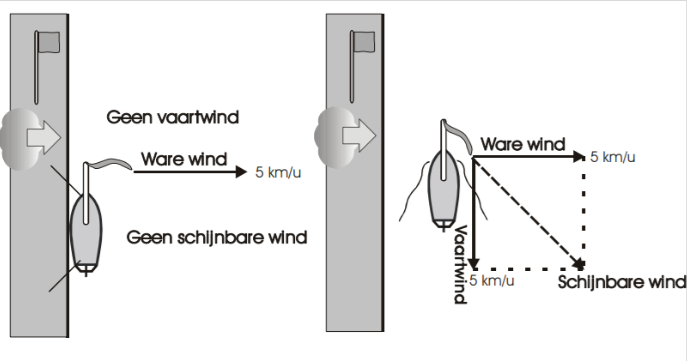 Geen vaartwind
Ware wind
5 km/u
Geen schijnbare wind
Ware wind
5 km/u
Vaartwind
5 km/u
Schijnbare wind